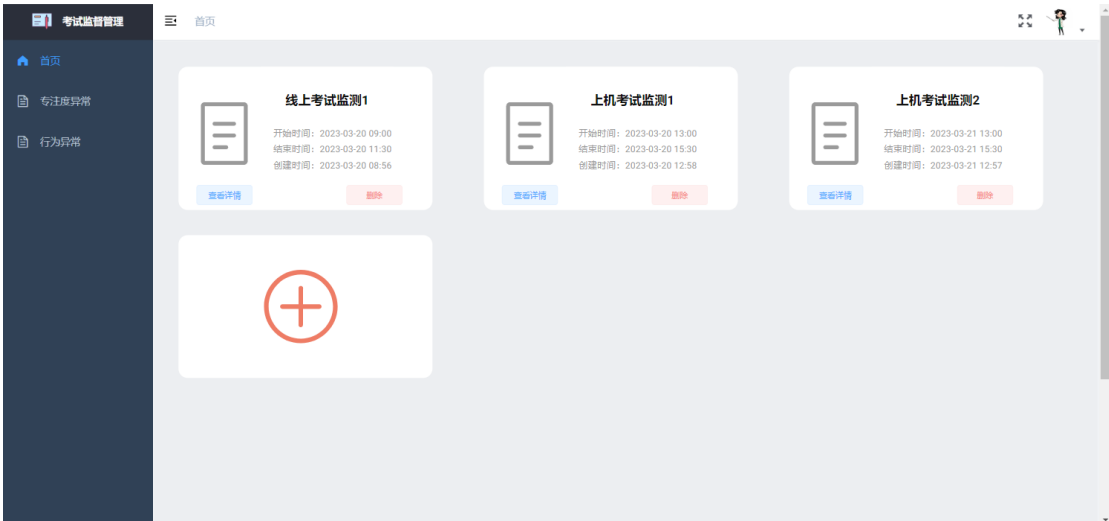 考试监督管理
首页
首页
专注度异常
行为异常
线上考试监测1
开始时间：2023-03-20 09:00
结束时间：2023-03-20 11:30
创建时间：2023-03-20 08:56
查看详情
删除
上机考试监测1
开始时间：2023-03-20 13:00
结束时间：2023-03-20 15:30
创建时间：2023-03-20 12:58
查看详情
删除
上机考试监测2
开始时间：2023-03-21 13:00
结束时间：2023-03-21 15:30
创建时间：2023-03-21 12:57
查看详情
删除